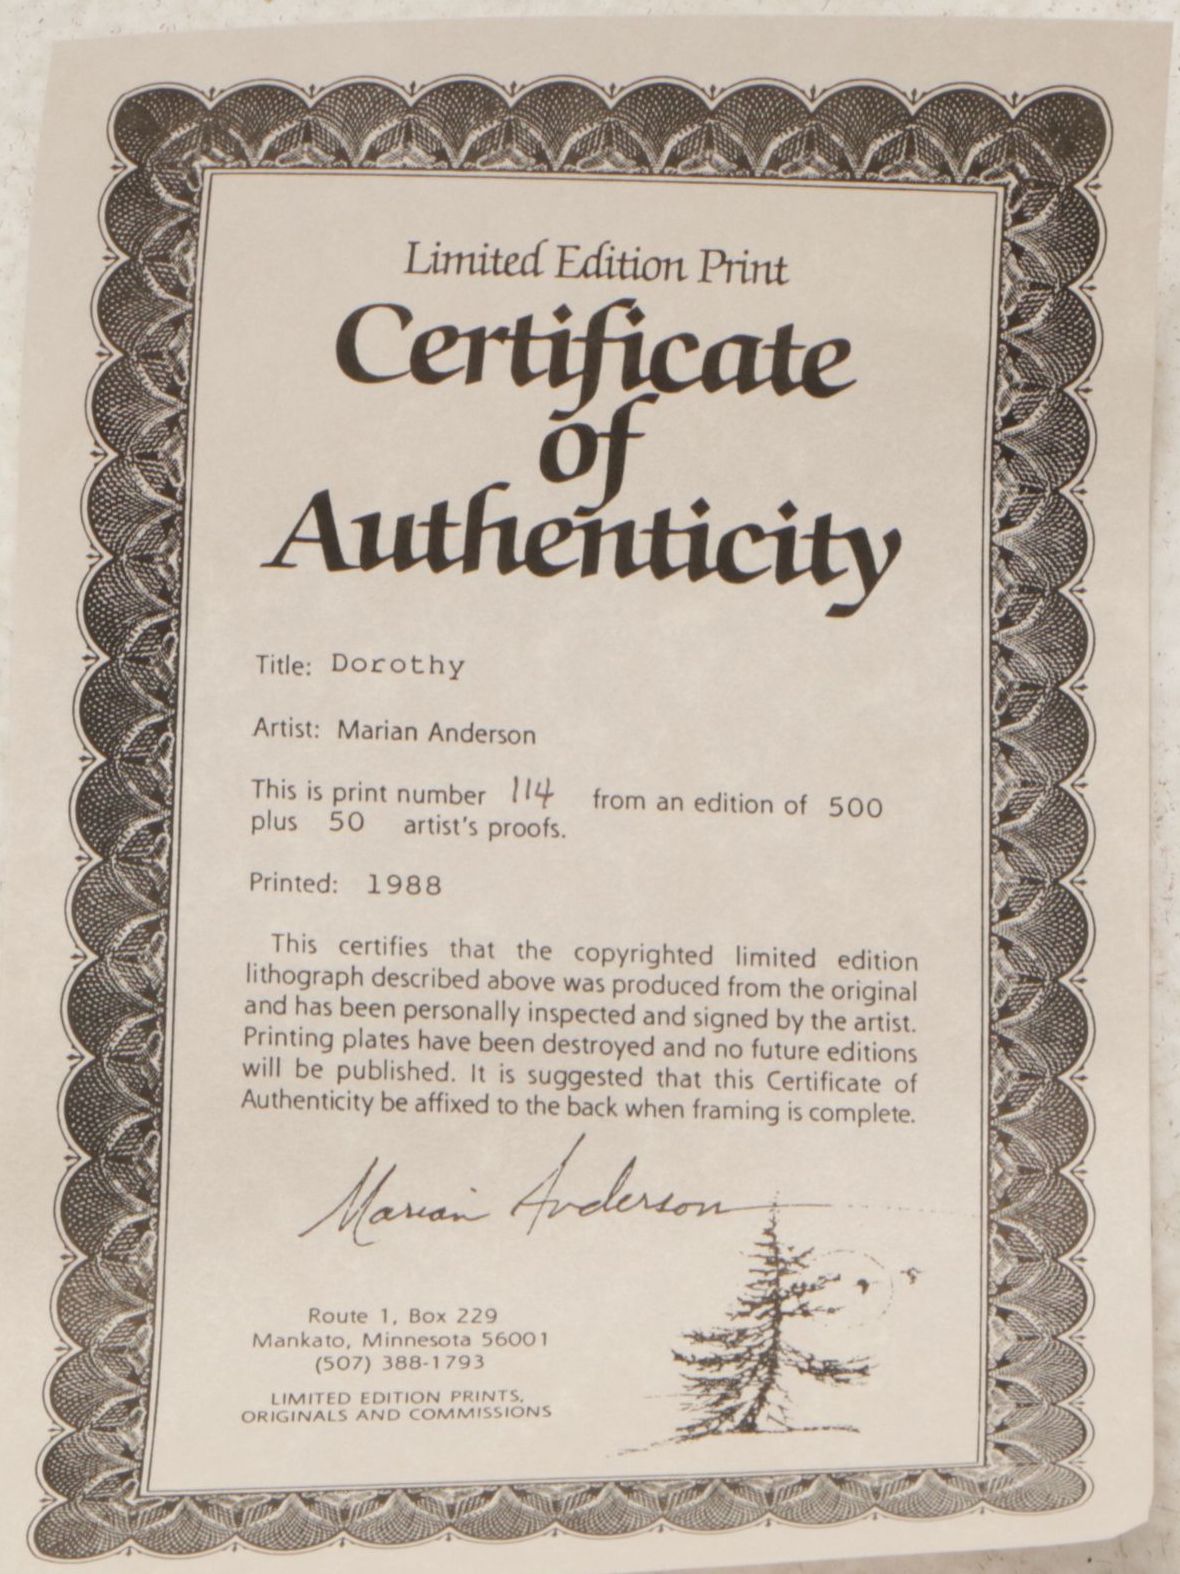 Limited Edition Print
Certificate
of
Authenticity
Title: Dorothy
Artist: Marian Anderson
This is print number 114 from an edition of 500
plus 50 artist's proofs.
Printed: 1988
This certifies that the copyrighted limited edition
lithograph described above was produced from the original
and has been personally inspected and signed by the artist.
Printing plates have been destroyed and no future editions
will be published. It is suggested that this Certificate of
Authenticity be affixed to the back when framing is complete.
Marian Anderson
Route 1, Box 229
Mankato, Minnesota 56001
(507) 388-1793
LIMITED EDITION PRINTS,
ORIGINALS AND COMMISSIONS